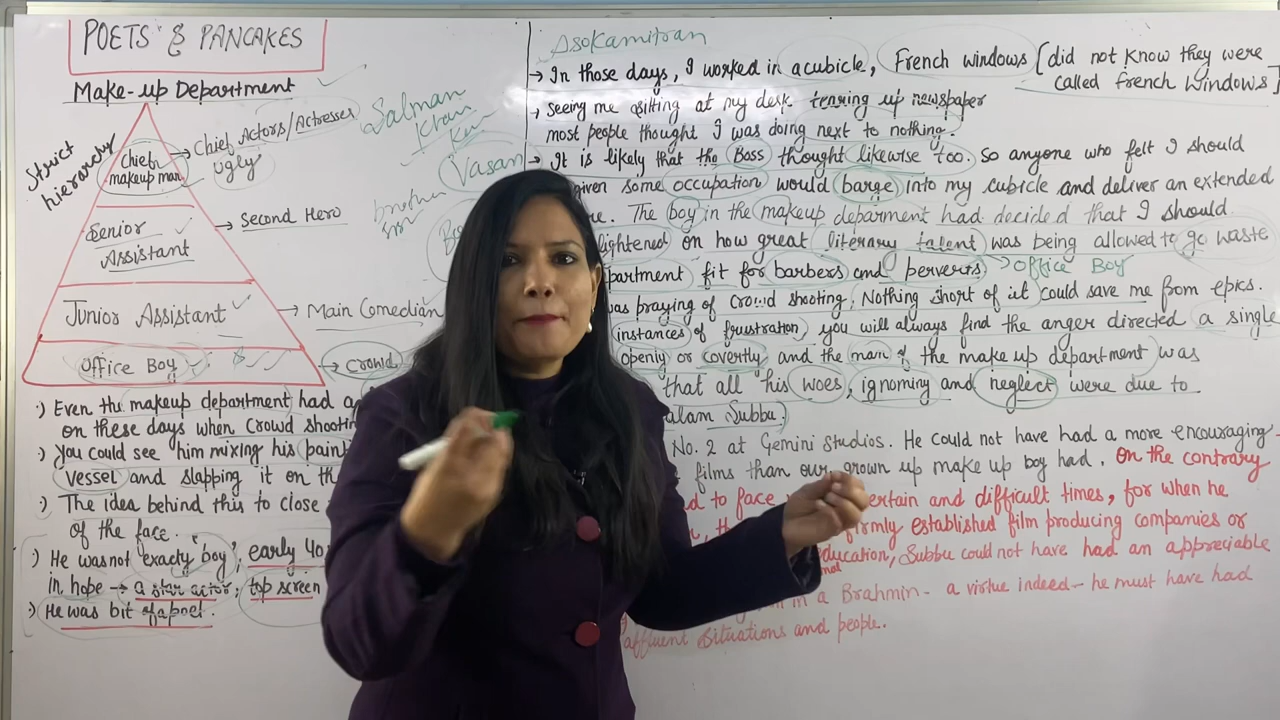 POETS & PANCAKES
Make-up Department
Strict hierarchy
Chief makeup man
Chief Actors/Actresses
ugly
Senior Assistant
Second Hero
Junior Assistant
Main Comedian
Office Boy
Crowd
Salman
Vasan
Boss
:) Even the makeup department had a
on these days when crowd shootin
:) You could see him mixing his paint
vessel and slapping it on th
:) The idea behind this to close
of the face.
:) He was not exactly 'boy', early 40
in hope → a star actor, top screen
:) He was bit of a poet.
Asokamitran
→ In those days, I worked in a cubicle, French windows [did not know they were
called french windows]
→ seeing me sitting at my desk tearing up newspaper
most people thought I was doing next to nothing.
→ It is likely that the Boss thought likewise too. So anyone who felt I should
given some occupation would barge into my cubicle and deliver an extended
The boy in the makeup deparment had decided that I should
lightened on how great literary talent was being allowed to go waste
partment fit for barbers and perverts → Office Boy
as praying of crowd shooting. Nothing short of it could save me from epics.
instances of frustration, you will always find the anger directed a single
openly or covertly and the man of the make up department was
that all his woes, ignominy and neglect were due to
alam Subbu.
No. 2 at Gemini Studios. He could not have had a more encouraging
films than our grown up make up boy had. On the contrary
d to face certain and difficult times, for when he
firmly established film producing companies or
education, Subbu could not have had an appreciable
in a Brahmin - a virtue indeed - he must have had
affluent situations and people.